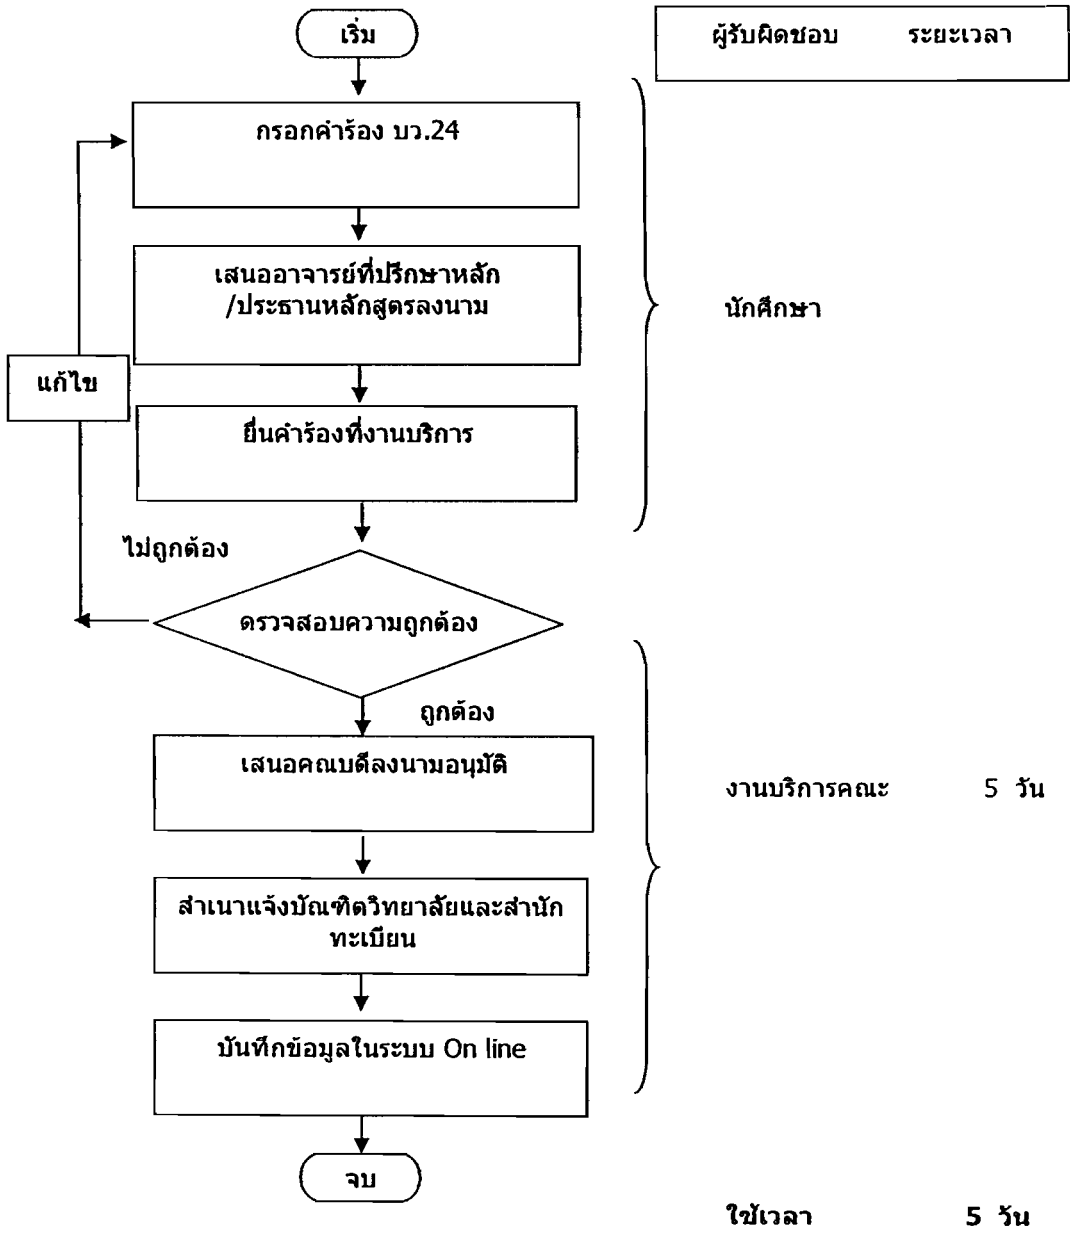 เริ่ม
ผู้รับผิดชอบ ระยะเวลา
กรอกคำร้อง บว.24
เสนออาจารย์ที่ปรึกษาหลัก
/ประธานหลักสูตรลงนาม
นักศึกษา
แก้ไข
ยื่นคำร้องที่งานบริการ
ไม่ถูกต้อง
ตรวจสอบความถูกต้อง
ถูกต้อง
เสนอคณบดีลงนามอนุมัติ
งานบริการคณะ 5 วัน
สำเนาแจ้งบัณฑิตวิทยาลัยและสำนัก
ทะเบียน
บันทึกข้อมูลในระบบ On line
จบ
ใช้เวลา 5 วัน